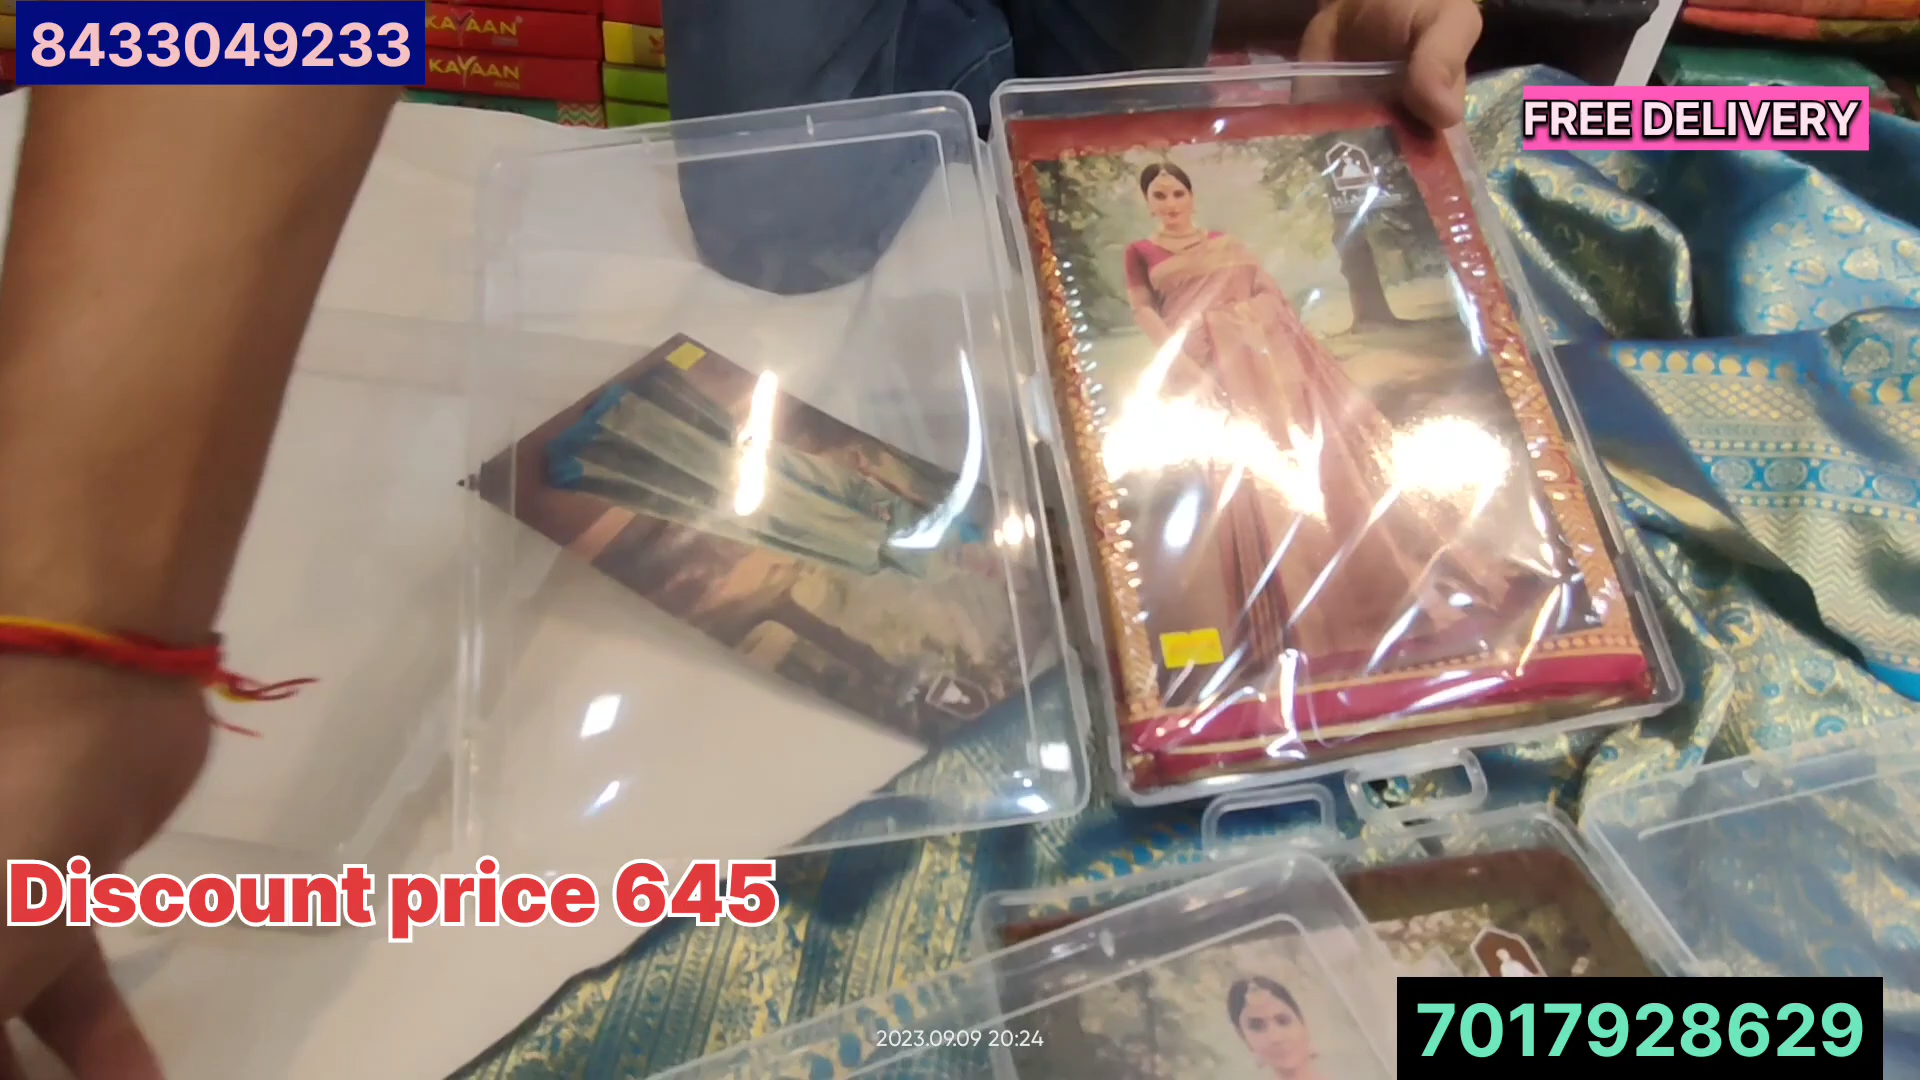 8433049233
KAYAAN
KAYAAN
FREE DELIVERY
Discount price 645
2023.09.09 20:24
7017928629